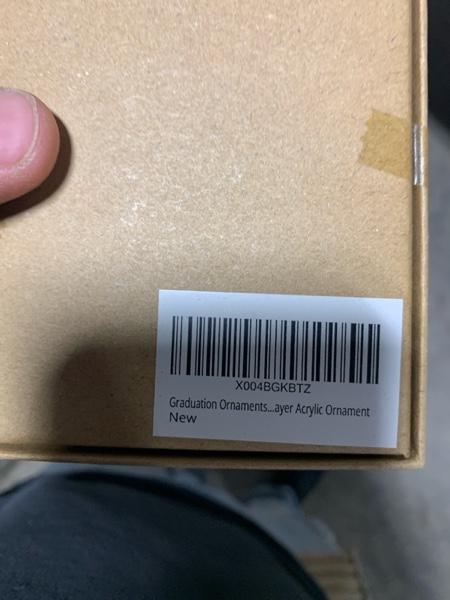 X004BGKBTZ
Graduation Ornaments...ayer Acrylic Ornament
New